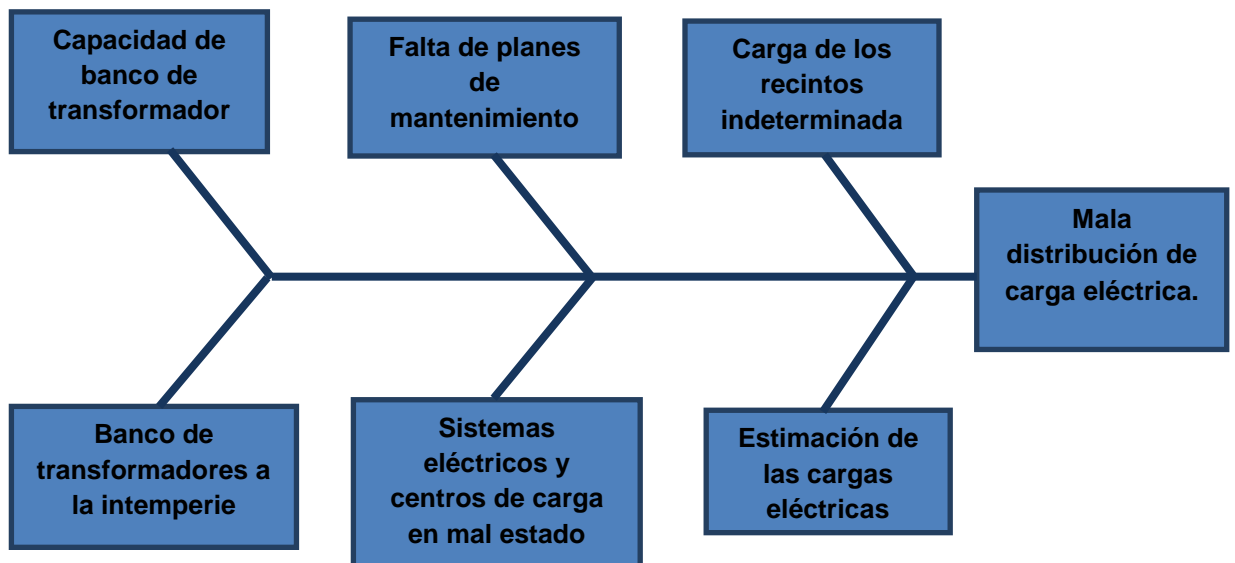 Capacidad de
banco de
transformador
Falta de planes
de
mantenimiento
Carga de los
recintos
indeterminada
Mala
distribución de
carga eléctrica.
Banco de
transformadores a
la intemperie
Sistemas
eléctricos y
centros de carga
en mal estado
Estimación de
las cargas
eléctricas